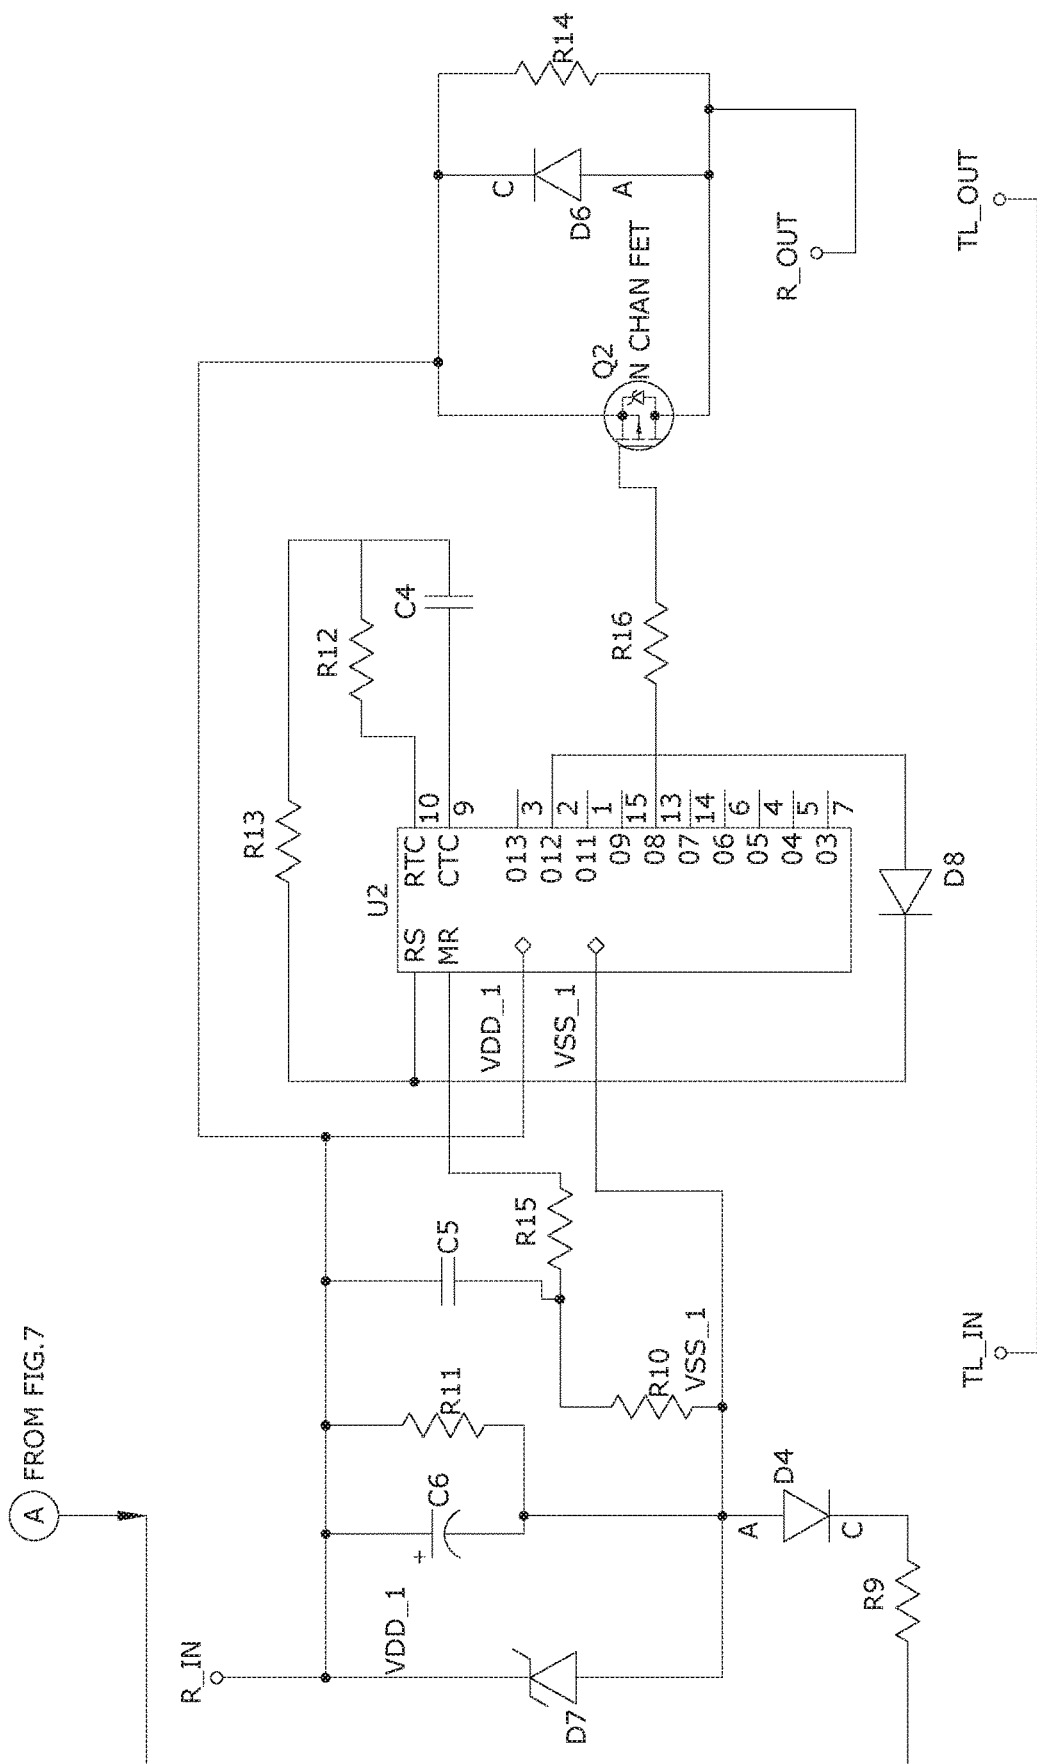 R14
C
D6
A
R_OUT
TL_OUT
Q2
N CHAN FET
R12
C4
R16
R13
U2
RTC
10
CTC
9
RS
MR
013
3
012
2
011
1
09
15
08
13
07
14
06
6
05
4
04
5
03
7
VDD_1
VSS_1
D8
C5
R15
R11
R10
VSS_1
C6
+
A FROM FIG.7
R_IN
VDD_1
D7
A
D4
C
R9
TL_IN